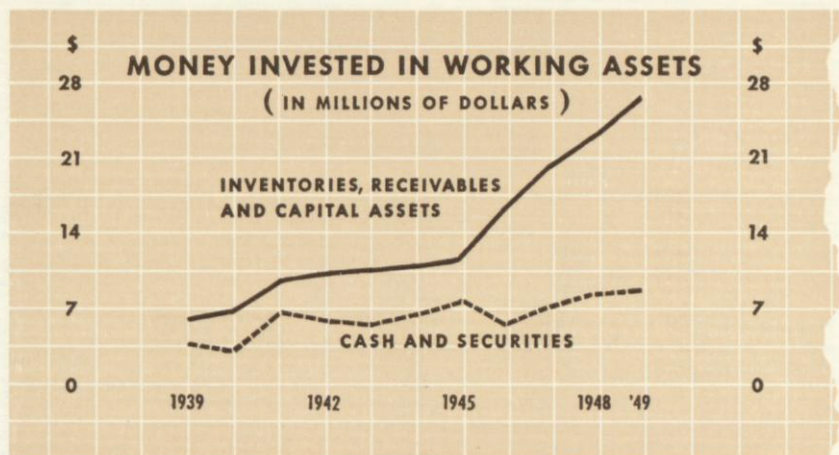 $ $
MONEY INVESTED IN WORKING ASSETS
28 28
( IN MILLIONS OF DOLLARS )
21 21
INVENTORIES, RECEIVABLES
AND CAPITAL ASSETS
14 14
7 7
CASH AND SECURITIES
0 0
1939 1942 1945 1948 '49